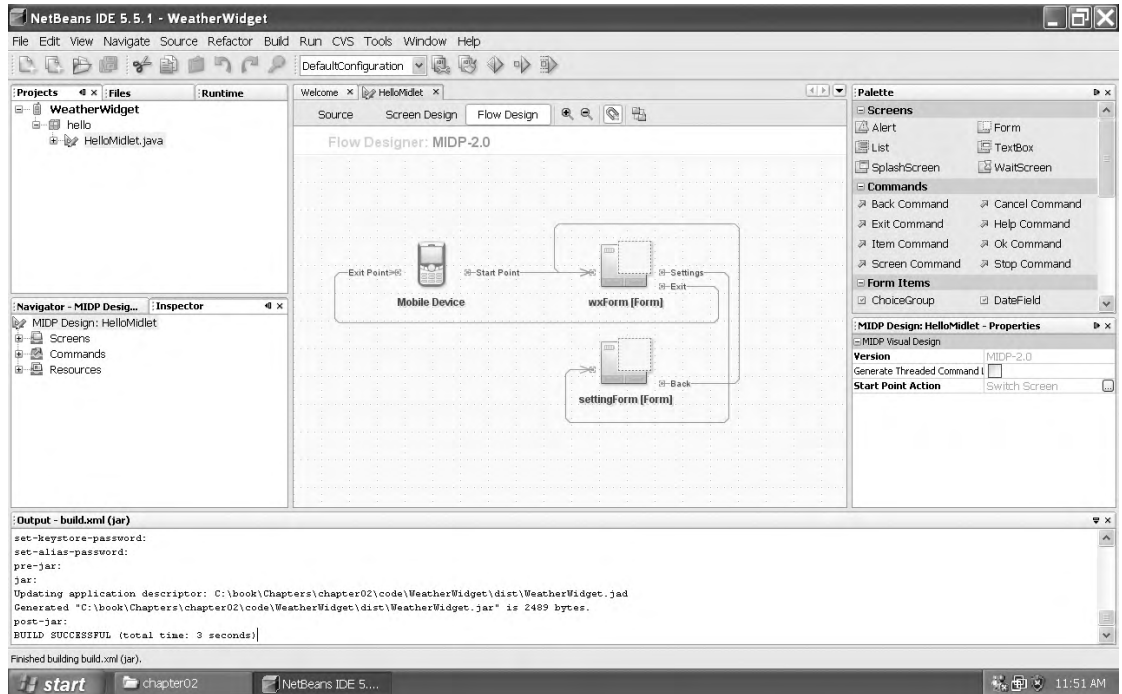 NetBeans IDE 5.5.1 - WeatherWidget
File Edit View Navigate Source Refactor Build Run CVS Tools Window Help
DefaultConfiguration
Projects Files Runtime
WeatherWidget
hello
HelloMidlet.java
Welcome HelloMidlet
Source Screen Design Flow Design
Flow Designer: MIDP-2.0
Exit Point
Start Point
Mobile Device
Settings
Exit
wxForm [Form]
Back
settingForm [Form]
Palette
Screens
Alert Form
List TextBox
SplashScreen WaitScreen
Commands
Back Command Cancel Command
Exit Command Help Command
Item Command Ok Command
Screen Command Stop Command
Form Items
ChoiceGroup DateField
Navigator - MIDP Desig... Inspector
MIDP Design: HelloMidlet
Screens
Commands
Resources
MIDP Design: HelloMidlet - Properties
MIDP Visual Design
Version MIDP-2.0
Generate Threaded Command L
Start Point Action Switch Screen ...
Output - build.xml (jar)
set-keystore-password:
set-alias-password:
pre-jar:
jar:
Updating application descriptor: C:\book\Chapters\chapter02\code\WeatherWidget\dist\WeatherWidget.jad
Generated "C:\book\Chapters\chapter02\code\WeatherWidget\dist\WeatherWidget.jar" is 2489 bytes.
post-jar:
BUILD SUCCESSFUL (total time: 3 seconds)
Finished building build.xml (jar).
start chapter02 NetBeans IDE 5.... 11:51 AM